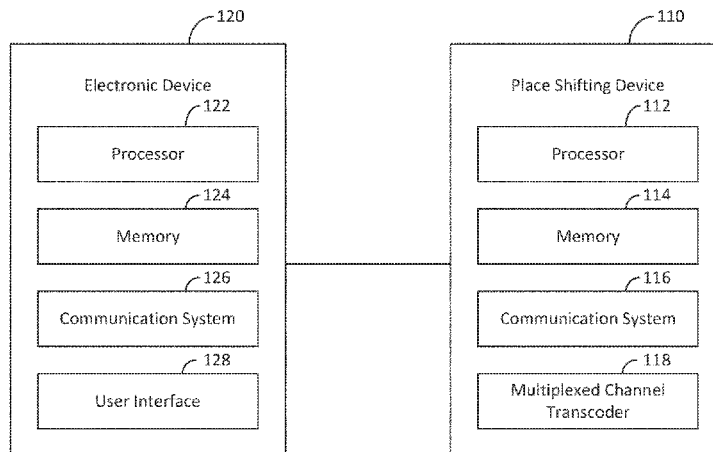 120
Electronic Device
122
Processor
124
Memory
126
Communication System
128
User Interface
110
Place Shifting Device
112
Processor
114
Memory
116
Communication System
118
Multiplexed Channel
Transcoder